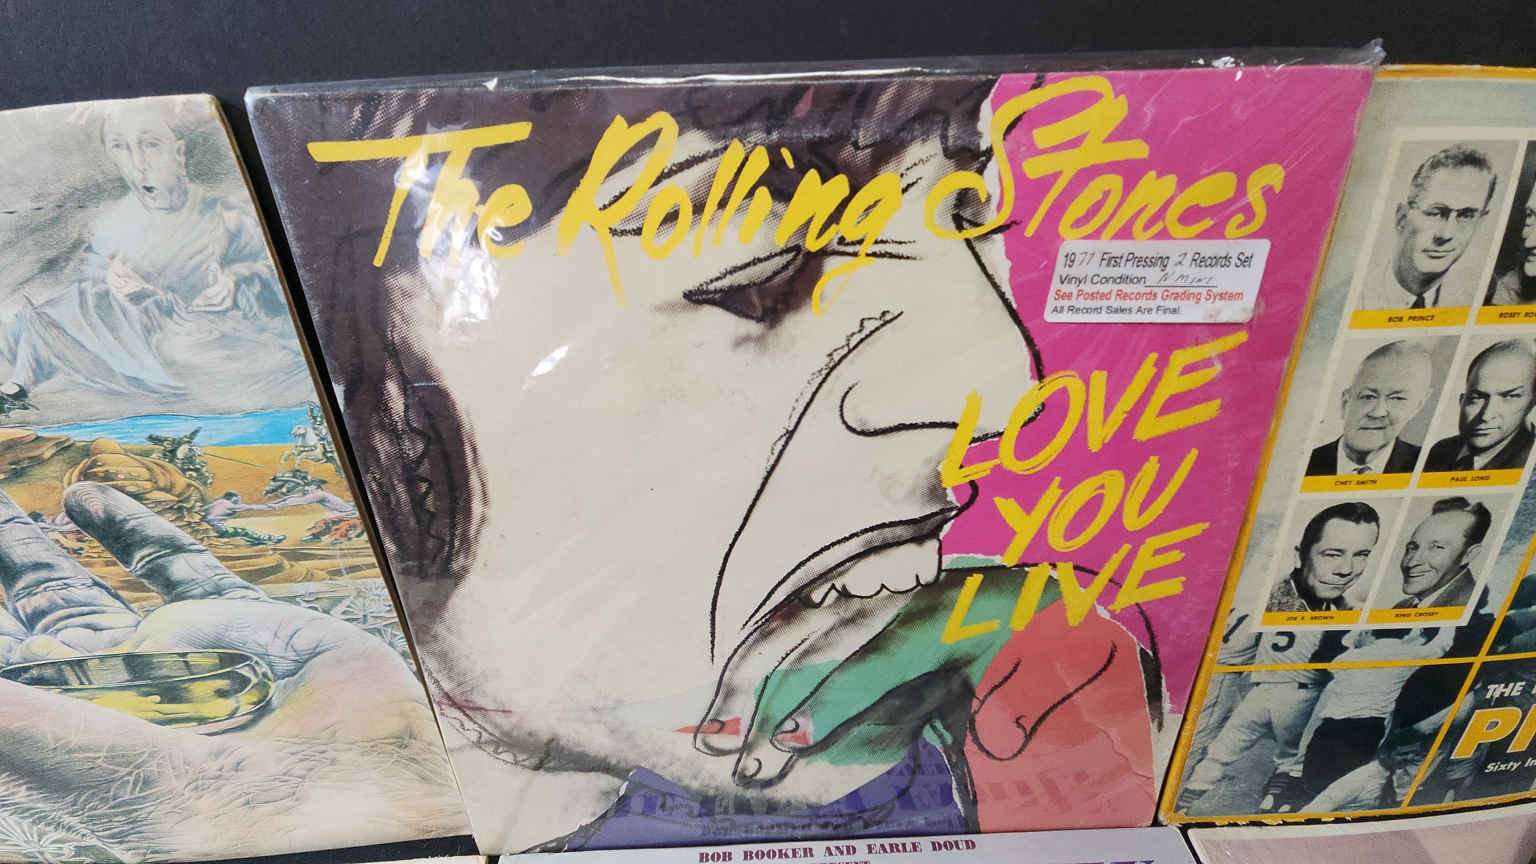 The Rolling Stones
1977 First Pressing 2 Records Set
Vinyl Condition N MINT
See Posted Records Grading System
All Record Sales Are Final.
LOVE
YOU
LIVE
BOB PRINCE
CHET SMITH
PAUL LONG
JOE E. BROWN
BING CROSBY
5
THE
Sixty
BOB BOOKER AND EARLE DOUD